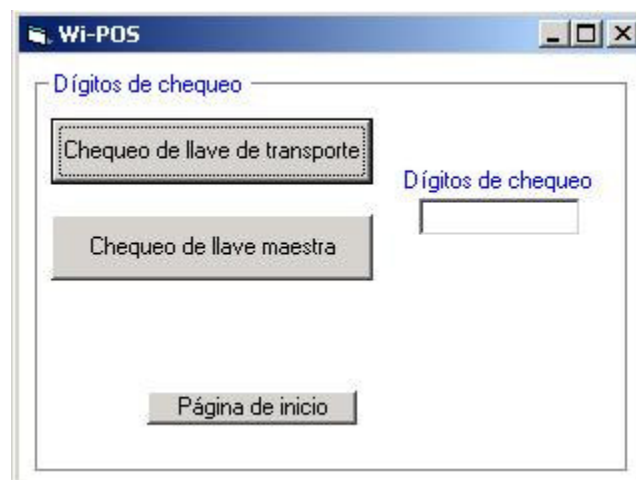 Wi-POS
Dígitos de chequeo
Chequeo de llave de transporte
Dígitos de chequeo
Chequeo de llave maestra
Página de inicio